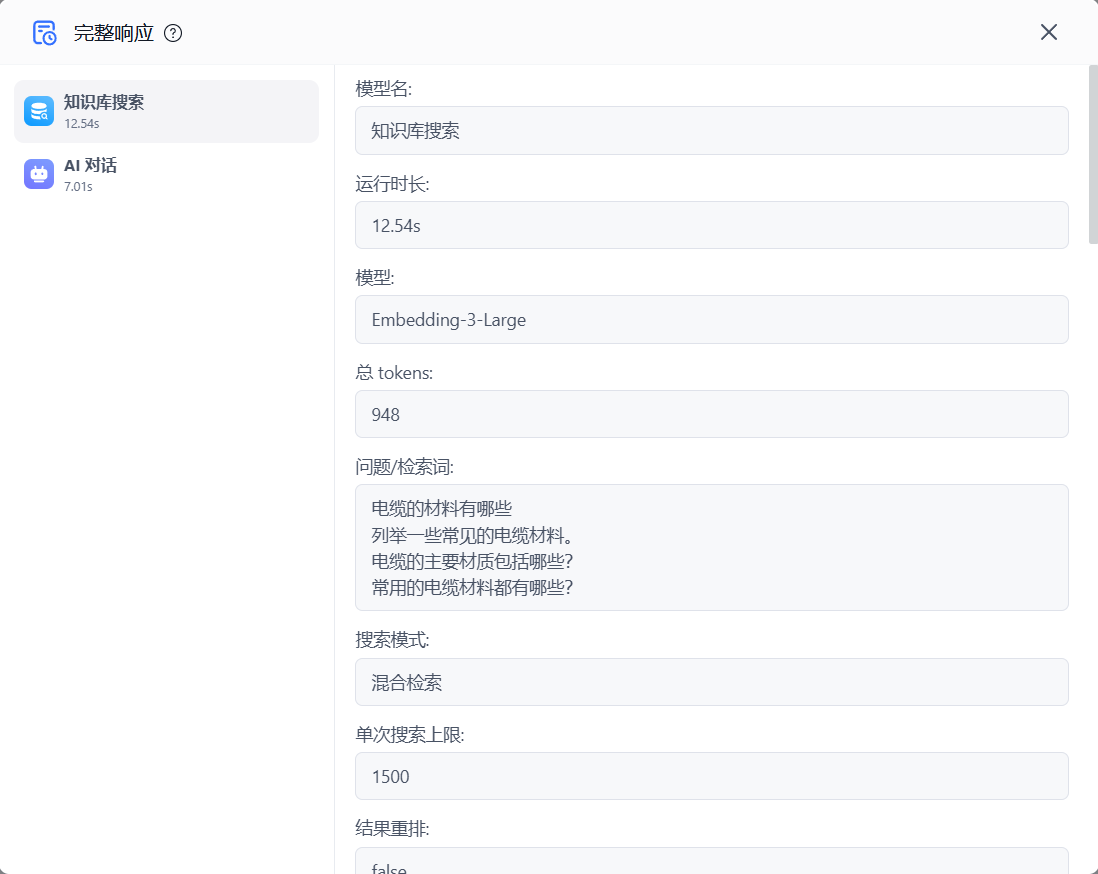 完整响应
知识库搜索
12.54s
AI 对话
7.01s
模型名:
知识库搜索
运行时长:
12.54s
模型:
Embedding-3-Large
总 tokens:
948
问题/检索词:
电缆的材料有哪些
列举一些常见的电缆材料。
电缆的主要材质包括哪些?
常用的电缆材料都有哪些?
搜索模式:
混合检索
单次搜索上限:
1500
结果重排:
false